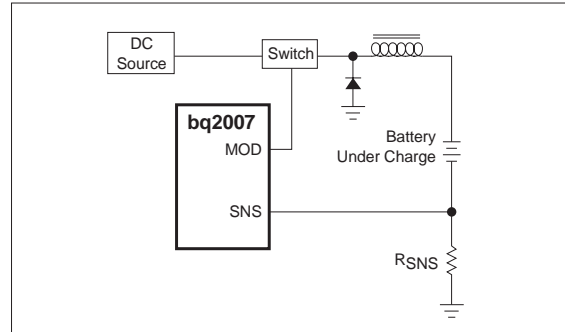 DC
Source
Switch
bq2007
MOD
Battery
Under Charge
SNS
RSNS